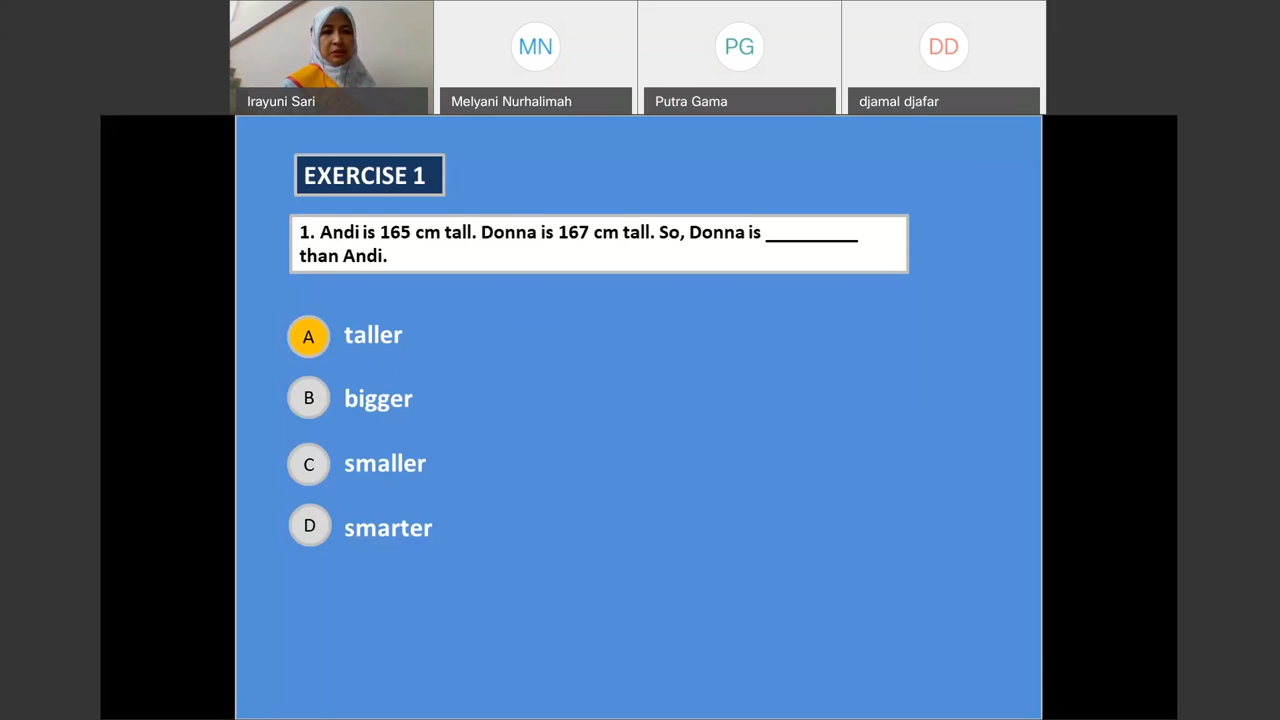 MN
PG
DD
Irayuni Sari
Melyani Nurhalimah
Putra Gama
djamal djafar
EXERCISE 1
1. Andi is 165 cm tall. Donna is 167 cm tall. So, Donna is __________
than Andi.
A taller
B bigger
C smaller
D smarter